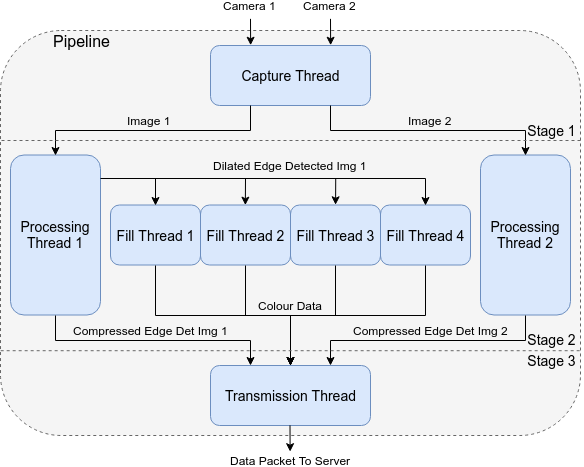 Camera 1
Camera 2
Pipeline
Capture Thread
Image 1
Image 2
Stage 1
Dilated Edge Detected Img 1
Processing
Thread 1
Fill Thread 1
Fill Thread 2
Fill Thread 3
Fill Thread 4
Processing
Thread 2
Colour Data
Compressed Edge Det Img 1
Compressed Edge Det Img 2
Stage 2
Stage 3
Transmission Thread
Data Packet To Server